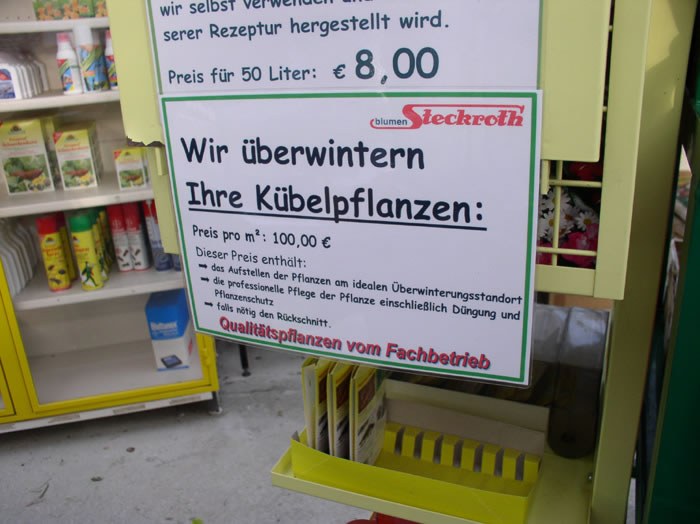 wir selbst verwenden und
serer Rezeptur hergestellt wird.
Preis für 50 Liter: € 8,00
blumen Steckroth
Wir überwintern
Ihre Kübelpflanzen:
Preis pro m²: 100,00 €
Dieser Preis enthält:
→ das Aufstellen der Pflanzen am idealen Überwinterungsstandort
→ die professionelle Pflege der Pflanze einschließlich Düngung und
Pflanzenschutz
→ falls nötig den Rückschnitt.
Qualitätspflanzen vom Fachbetrieb